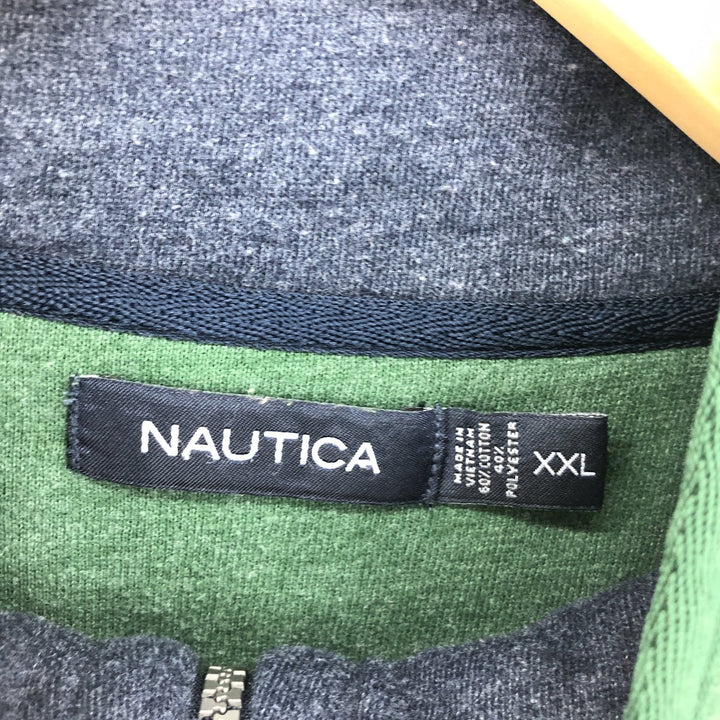 NAUTICA
MADE IN
VIETNAM
60% COTTON
40%
POLYESTER
XXL